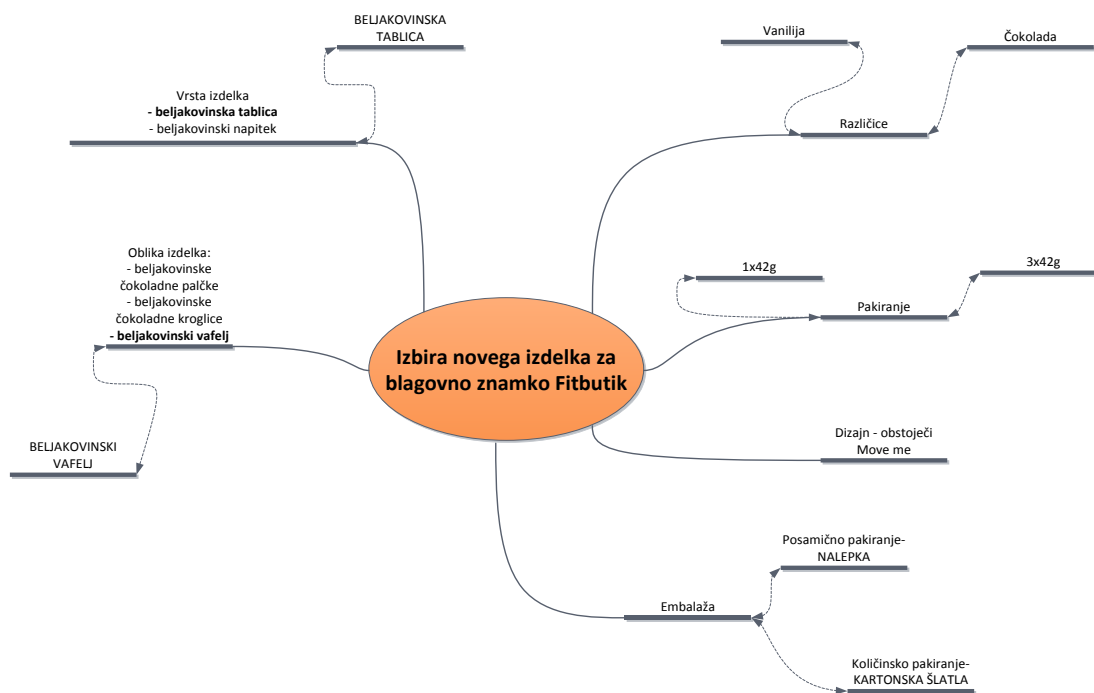 BELJAKOVINSKA
TABLICA
Vrsta izdelka
- beljakovinska tablica
- beljakovinski napitek
Oblika izdelka:
- beljakovinske
čokoladne palčke
- beljakovinske
čokoladne kroglice
- beljakovinski vafelj
BELJAKOVINSKI
VAFELJ
Izbira novega izdelka za
blagovno znamko Fitbutik
Vanilija
Čokolada
Različice
1x42g
3x42g
Pakiranje
Dizajn - obstoječi
Move me
Posamično pakiranje-
NALEPKA
Embalaža
Količinsko pakiranje-
KARTONSKA ŠLATLA